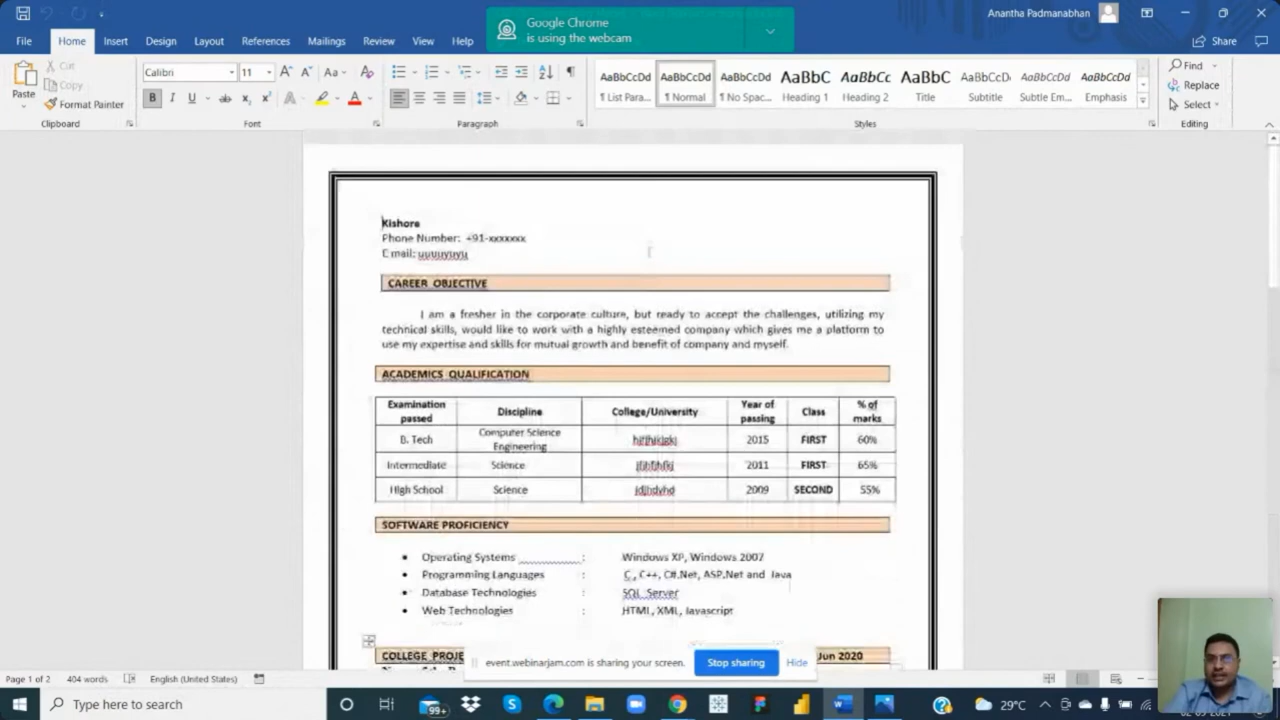 Google Chrome
is using the webcam
Anantha Padmanabhan
File Home Insert Design Layout References Mailings Review View Help Share
Paste Cut Copy Format Painter
Calibri 11
AaBbCcDd AaBbCcDd AaBbCcDd AaBbC AaBbCc AaBbC AaBbCcDd AaBbCcDd AaBbCcDd
¶ List Para... ¶ Normal ¶ No Spac... Heading 1 Heading 2 Title Subtitle Subtle Em... Emphasis
Find
Replace
Select
Clipboard Font Paragraph Styles Editing
Kishore
Phone Number: +91-xxxxxxx
E mail: uuuuyuyu
CAREER OBJECTIVE
I am a fresher in the corporate culture, but ready to accept the challenges, utilizing my
technical skills, would like to work with a highly esteemed company which gives me a platform to
use my expertise and skills for mutual growth and benefit of company and myself.
ACADEMICS QUALIFICATION
Examination passed Discipline College/University Year of passing Class % of marks
B. Tech Computer Science Engineering 2015 FIRST 60%
Intermediate Science 2011 FIRST 65%
High School Science 2009 SECOND 55%
SOFTWARE PROFICIENCY
• Operating Systems : Windows XP, Windows 2007
• Programming Languages : C , C++, C#.Net, ASP.Net and Java
• Database Technologies : SQL Server
• Web Technologies : HTML, XML, Javascript
COLLEGE PROJE Jun 2020
event.webinarjam.com is sharing your screen. Stop sharing Hide
Page 1 of 2 404 words English (United States)
Type here to search 99+ 29°C